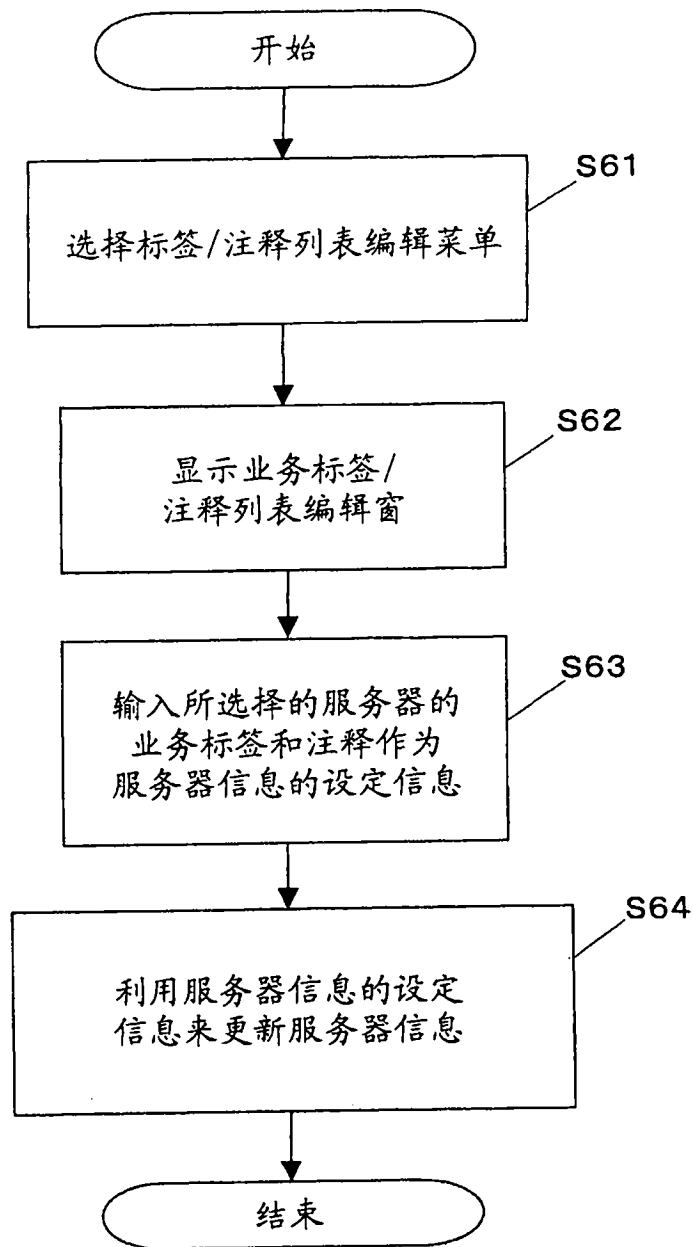 开始
S61
选择标签/注释列表编辑菜单
S62
显示业务标签/
注释列表编辑窗
S63
输入所选择的服务器的
业务标签和注释作为
服务器信息的设定信息
S64
利用服务器信息的设定
信息来更新服务器信息
结束